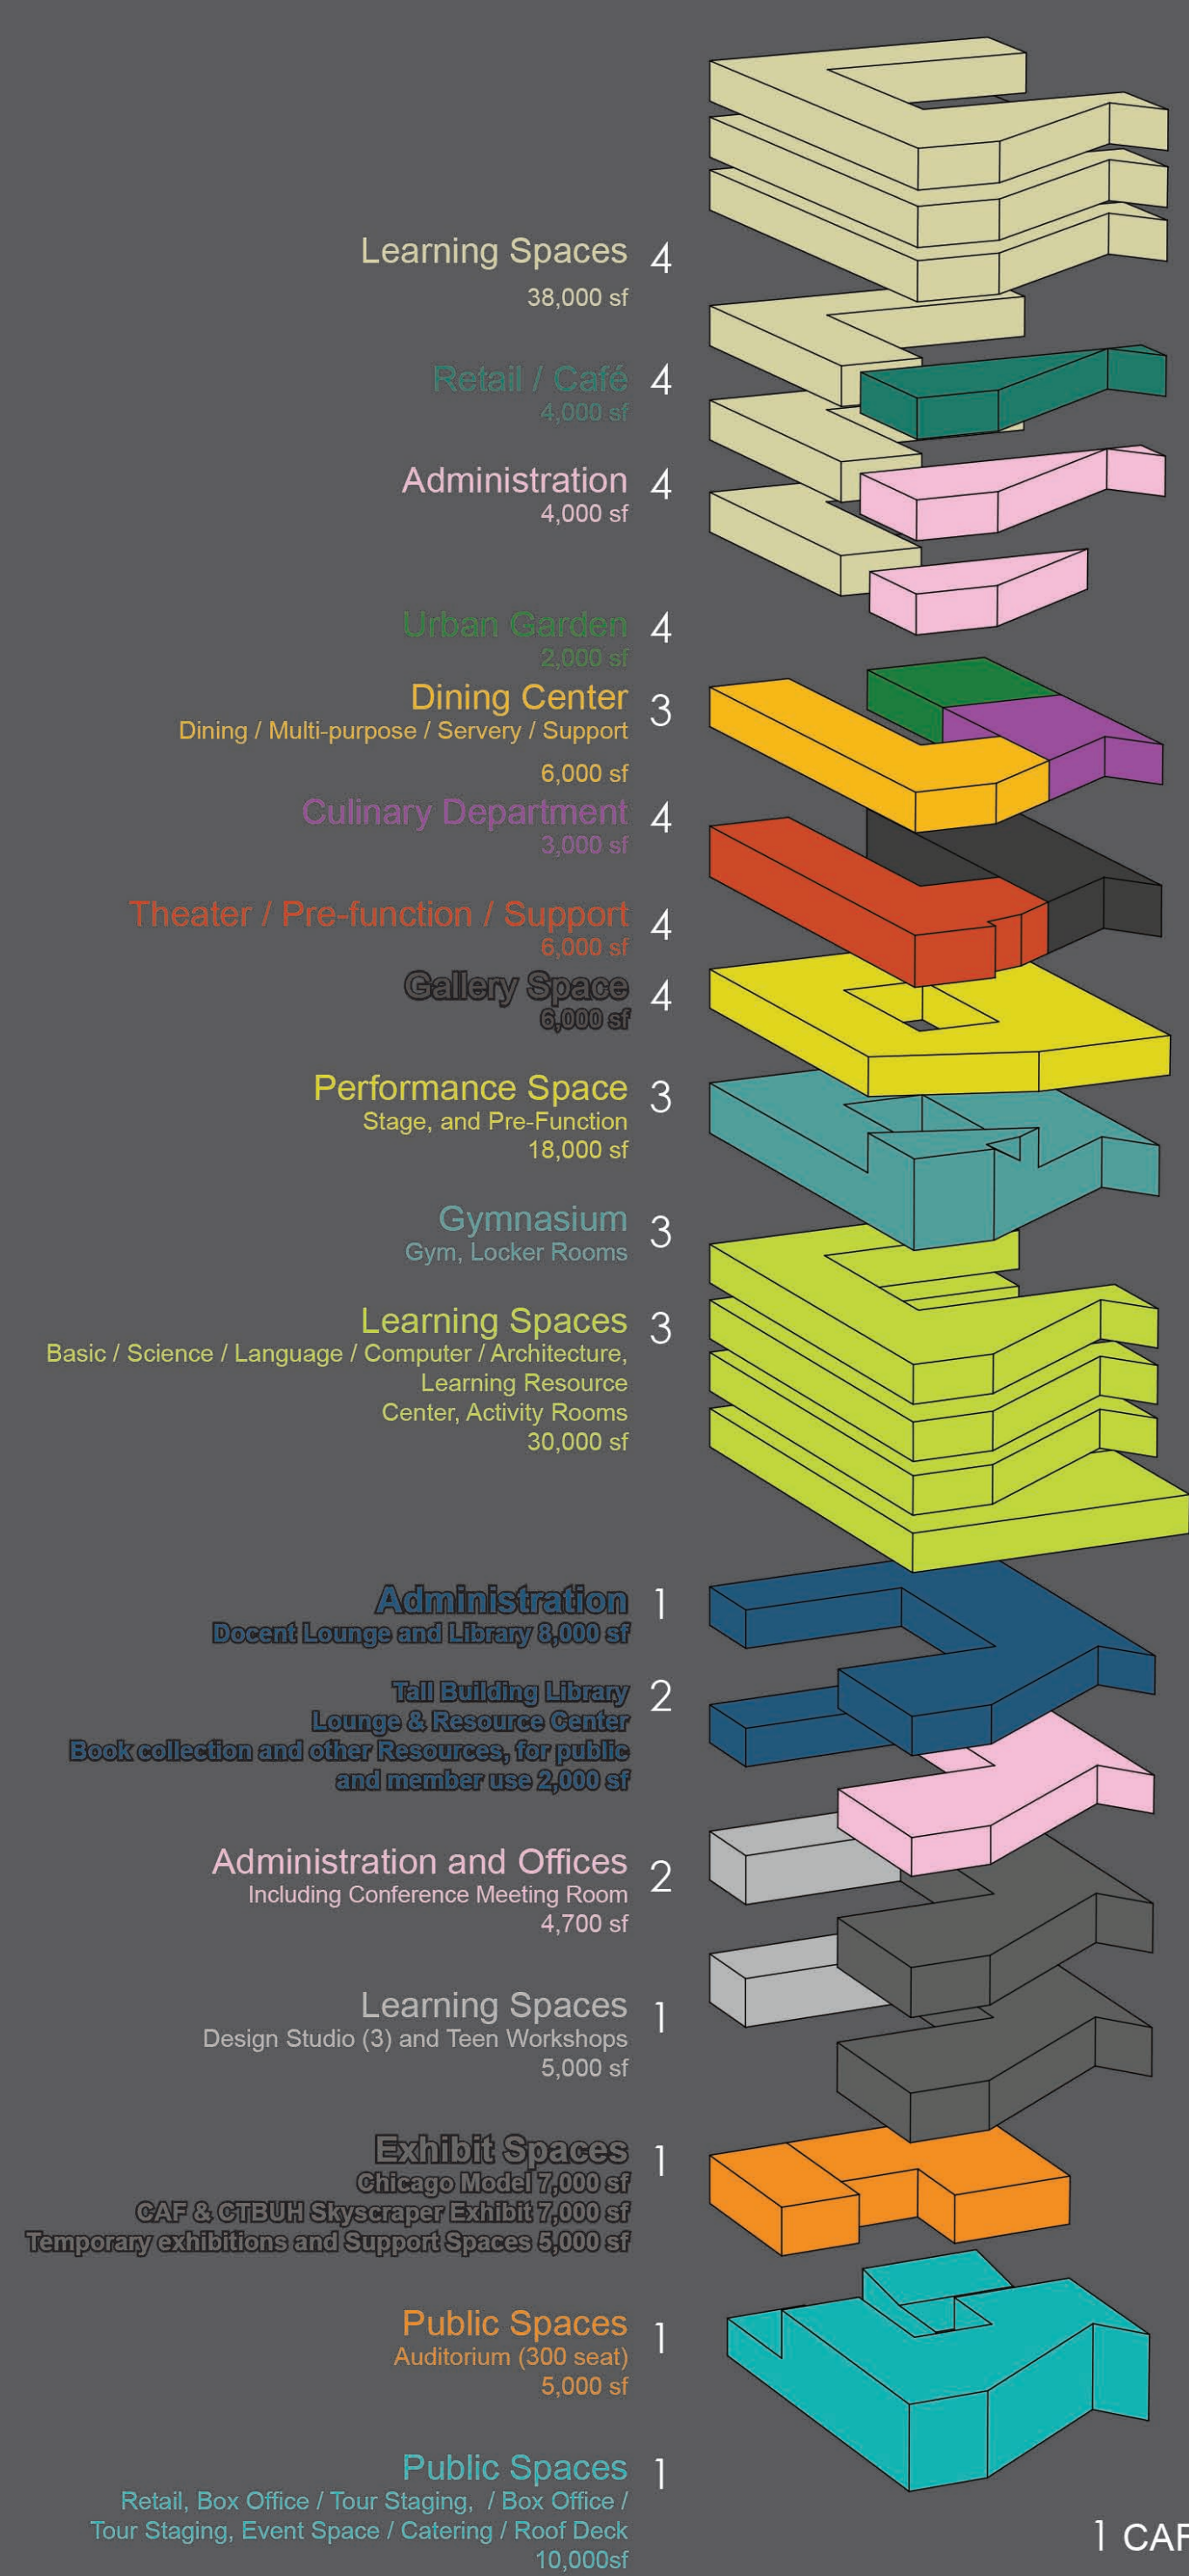 Learning Spaces 4
38,000 sf
Retail / Café 4
4,000 sf
Administration 4
4,000 sf
Urban Garden 4
2,000 sf
Dining Center 3
Dining / Multi-purpose / Servery / Support
6,000 sf
Culinary Department 4
3,000 sf
Theater / Pre-function / Support 4
6,000 sf
Gallery Space 4
6,000 sf
Performance Space 3
Stage, and Pre-Function
18,000 sf
Gymnasium 3
Gym, Locker Rooms
Learning Spaces 3
Basic / Science / Language / Computer / Architecture,
Learning Resource
Center, Activity Rooms
30,000 sf
Administration 1
Docent Lounge and Library 8,000 sf
Tall Building Library 2
Lounge & Resource Center
Book collection and other Resources, for public
and member use 2,000 sf
Administration and Offices 2
Including Conference Meeting Room
4,700 sf
Learning Spaces 1
Design Studio (3) and Teen Workshops
5,000 sf
Exhibit Spaces 1
Chicago Model 7,000 sf
CAF & CTBUH Skyscraper Exhibit 7,000 sf
Temporary exhibitions and Support Spaces 5,000 sf
Public Spaces 1
Auditorium (300 seat)
5,000 sf
Public Spaces 1
Retail, Box Office / Tour Staging,  / Box Office /
Tour Staging, Event Space / Catering / Roof Deck
10,000sf
1 CAF